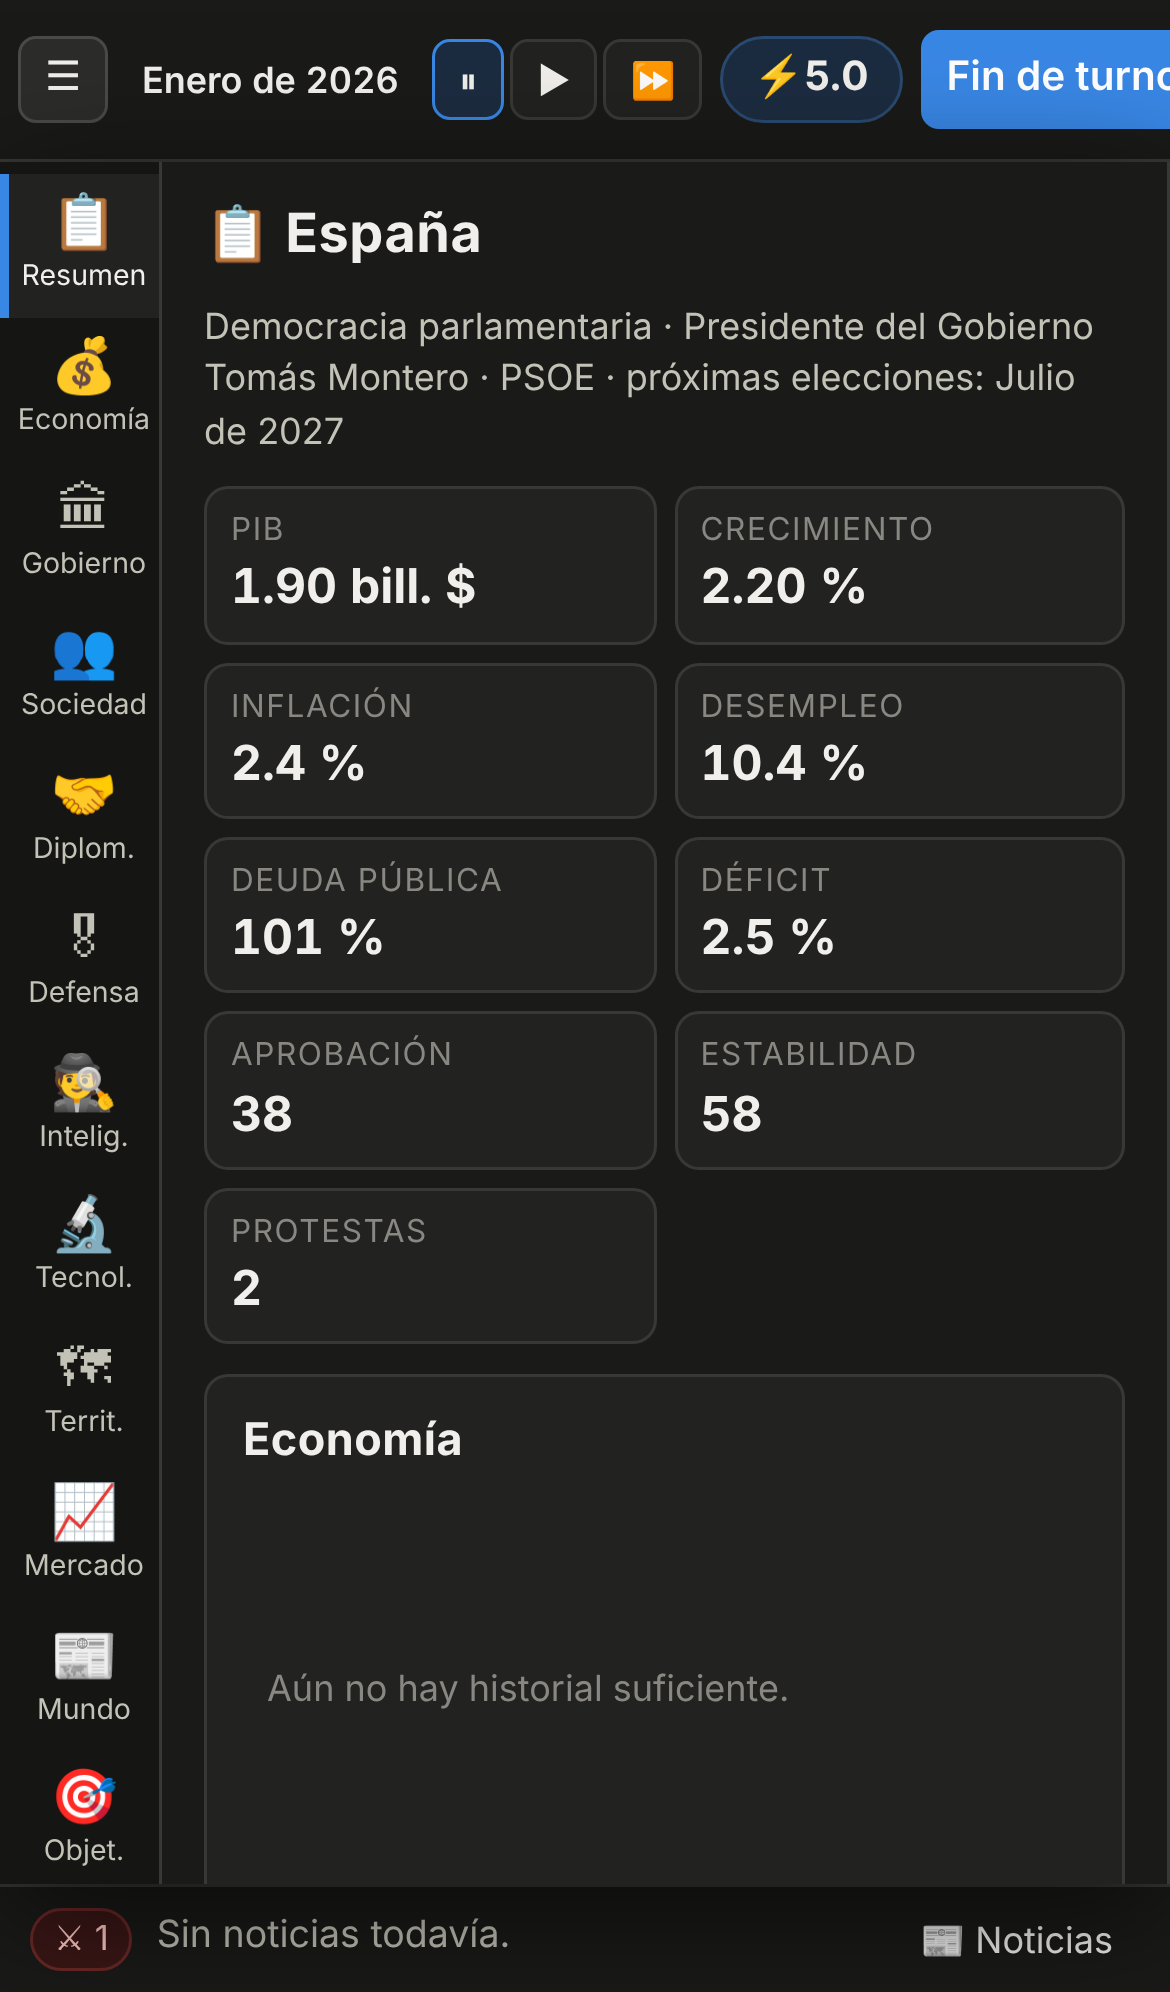 ☰ Enero de 2026 ⏸ ▶ ⏩ ⚡5.0 Fin de turno
Resumen
Economía
Gobierno
Sociedad
Diplom.
Defensa
Intelig.
Tecnol.
Territ.
Mercado
Mundo
Objet.
📋 España
Democracia parlamentaria · Presidente del Gobierno
Tomás Montero · PSOE · próximas elecciones: Julio
de 2027
PIB
1.90 bill. $
CRECIMIENTO
2.20 %
INFLACIÓN
2.4 %
DESEMPLEO
10.4 %
DEUDA PÚBLICA
101 %
DÉFICIT
2.5 %
APROBACIÓN
38
ESTABILIDAD
58
PROTESTAS
2
Economía
Aún no hay historial suficiente.
⚔ 1 Sin noticias todavía. 📰 Noticias